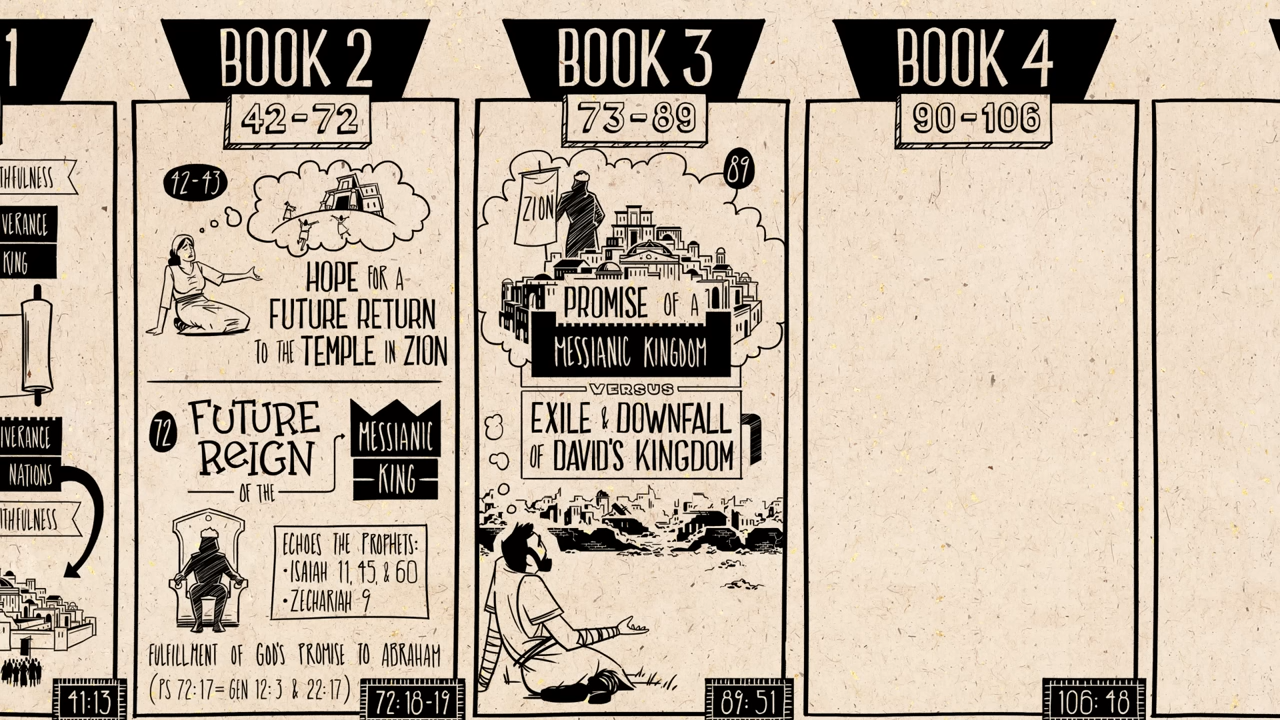 1
THFULNESS
VERANCE
KING
IVERANCE
NATIONS
ITHFULNESS
41:13
BOOK 2
42-72
42-43
HOPE FOR A
FUTURE RETURN
TO THE TEMPLE IN ZION
72
FUTURE
REIGN
OF THE
MESSIANIC
KING
ECHOES THE PROPHETS:
• ISAIAH 11, 45, & 60
• ZECHARIAH 9
FULFILLMENT OF GOD'S PROMISE TO ABRAHAM
(PS 72:17= GEN 12:3 & 22:17)
72:18-19
BOOK 3
73-89
89
ZION
PROMISE OF A
MESSIANIC KINGDOM
VERSUS
EXILE & DOWNFALL
OF DAVID'S KINGDOM
89:51
BOOK 4
90-106
106:48